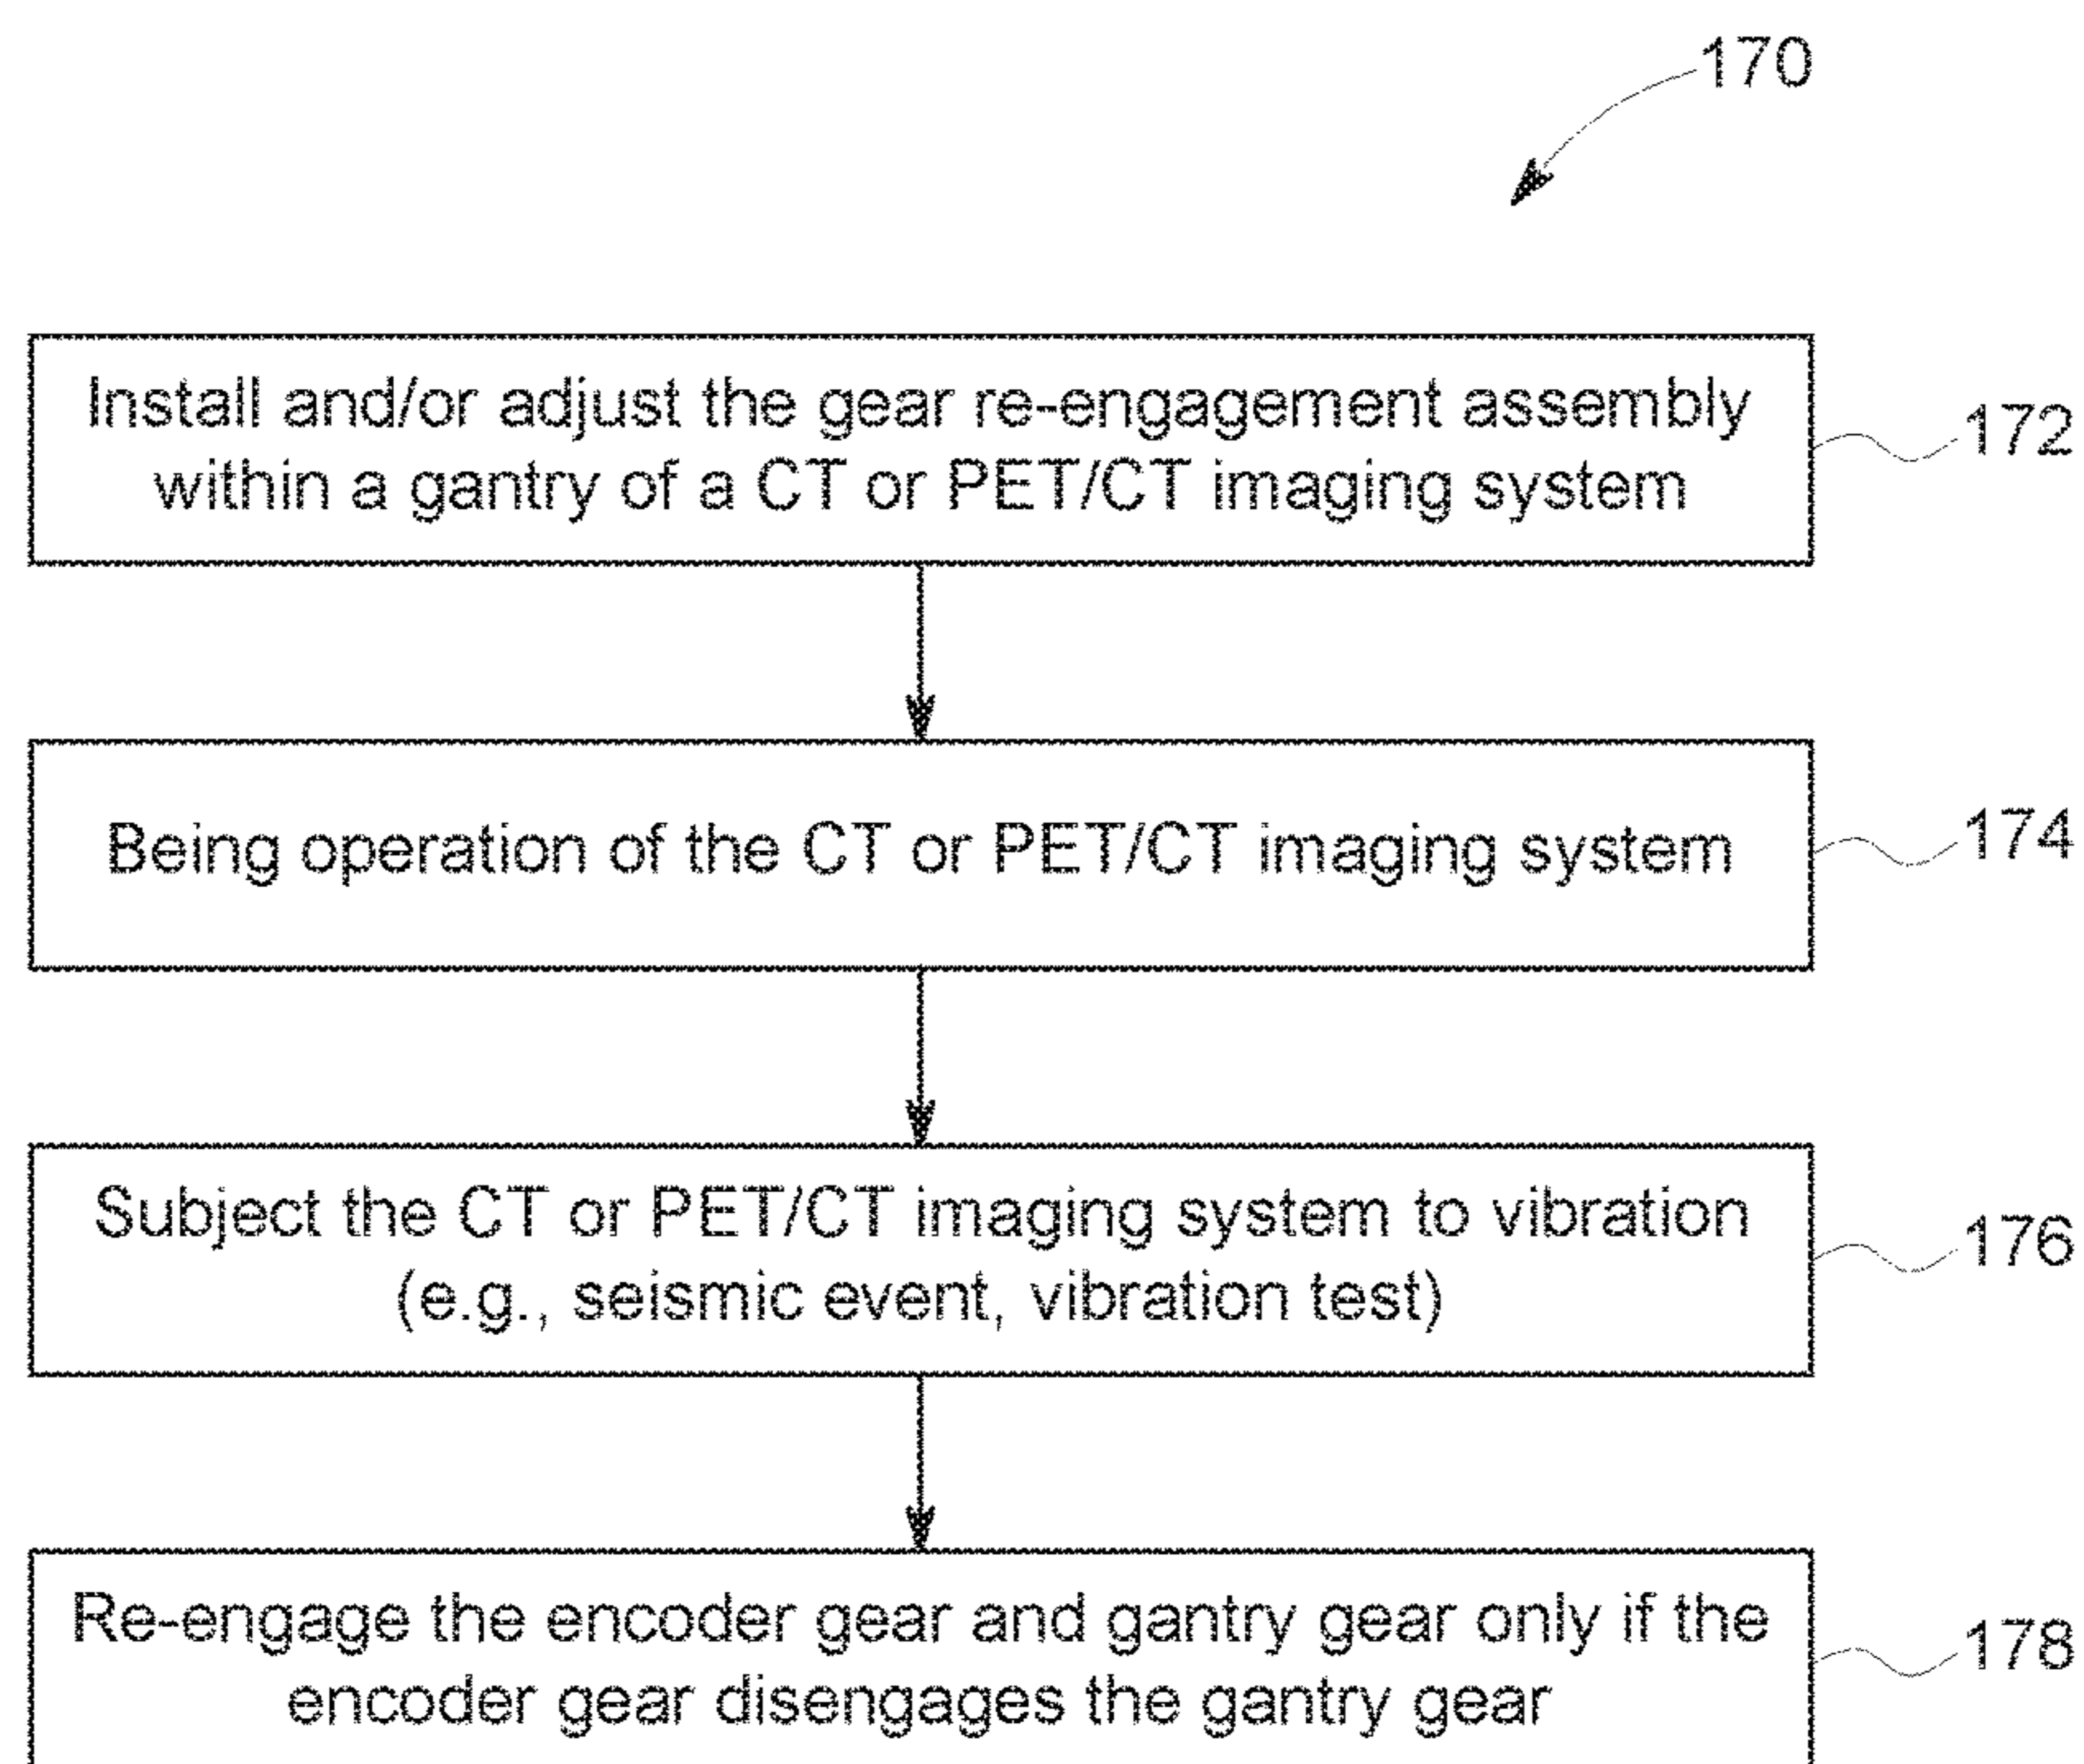 170
Install and/or adjust the gear re-engagement assembly
within a gantry of a CT or PET/CT imaging system
172
Being operation of the CT or PET/CT imaging system
174
Subject the CT or PET/CT imaging system to vibration
(e.g., seismic event, vibration test)
176
Re-engage the encoder gear and gantry gear only if the
encoder gear disengages the gantry gear
178